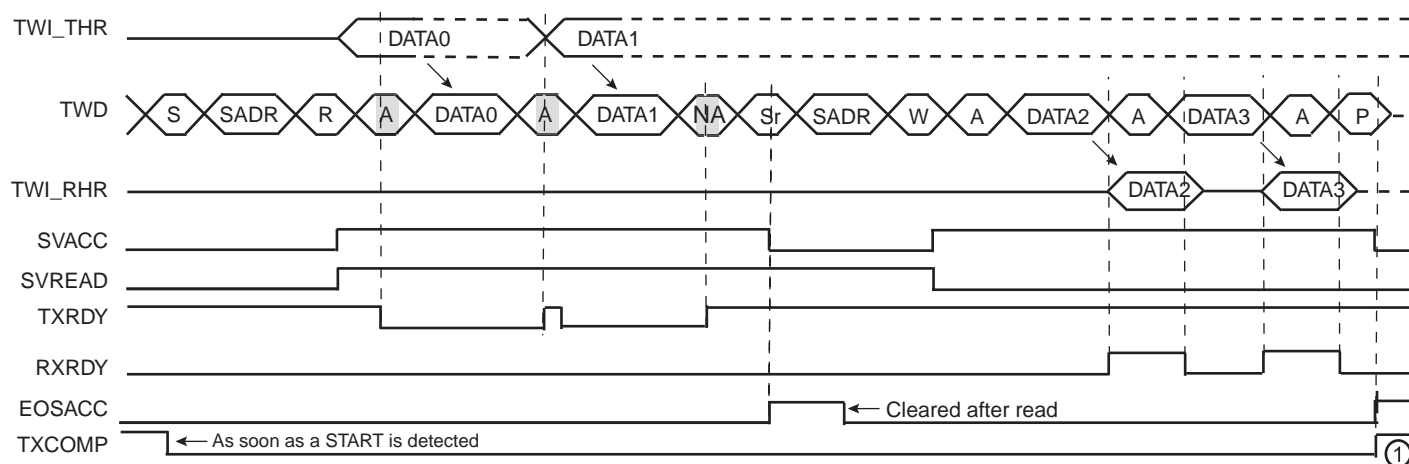 TWI_THR DATA0 DATA1
TWD S SADR R A DATA0 A DATA1 NA Sr SADR W A DATA2 A DATA3 A P
TWI_RHR DATA2 DATA3
SVACC
SVREAD
TXRDY
RXRDY
EOSACC Cleared after read
TXCOMP As soon as a START is detected 1